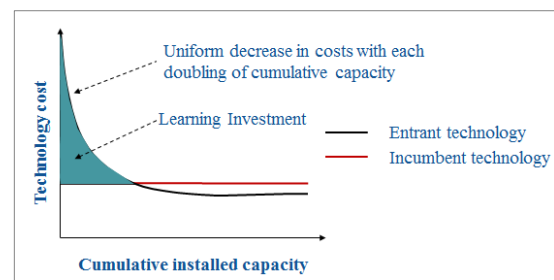 Uniform decrease in costs with each
doubling of cumulative capacity
Learning Investment
Entrant technology
Incumbent technology
Technology cost
Cumulative installed capacity